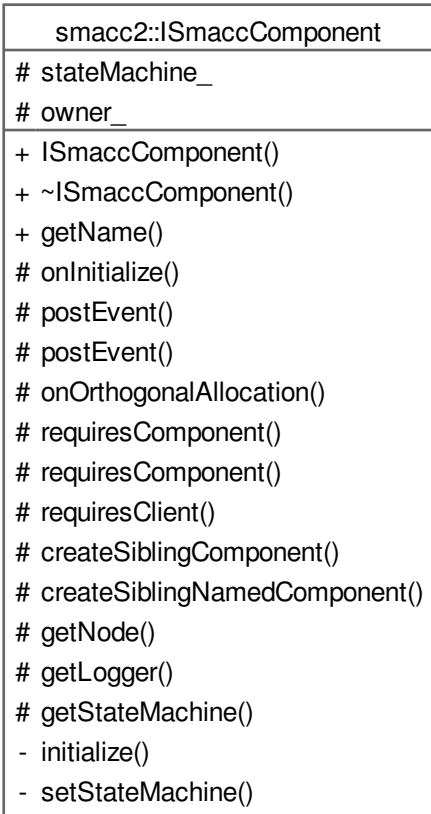 smacc2::ISmaccComponent
# stateMachine_
# owner_
+ ISmaccComponent()
+ ~ISmaccComponent()
+ getName()
# onInitialize()
# postEvent()
# postEvent()
# onOrthogonalAllocation()
# requiresComponent()
# requiresComponent()
# requiresClient()
# createSiblingComponent()
# createSiblingNamedComponent()
# getNode()
# getLogger()
# getStateMachine()
- initialize()
- setStateMachine()